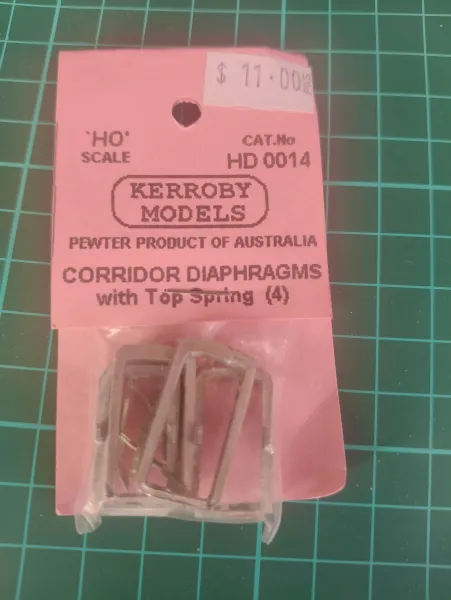 $ 11.00
'HO'
SCALE
CAT.No
HD 0014
KERROBY
MODELS
PEWTER PRODUCT OF AUSTRALIA
CORRIDOR DIAPHRAGMS
with Top Spring (4)